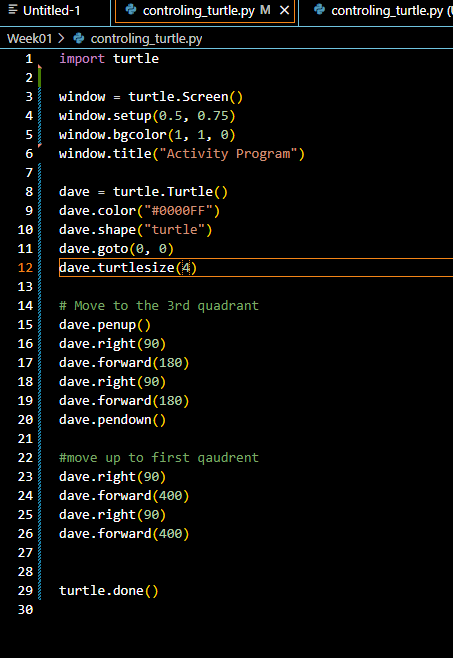 Untitled-1 controling_turtle.py M controling_turtle.py (
Week01 > controling_turtle.py
1 import turtle
2
3 window = turtle.Screen()
4 window.setup(0.5, 0.75)
5 window.bgcolor(1, 1, 0)
6 window.title("Activity Program")
7
8 dave = turtle.Turtle()
9 dave.color("#0000FF")
10 dave.shape("turtle")
11 dave.goto(0, 0)
12 dave.turtlesize(4)
13
14 # Move to the 3rd quadrant
15 dave.penup()
16 dave.right(90)
17 dave.forward(180)
18 dave.right(90)
19 dave.forward(180)
20 dave.pendown()
21
22 #move up to first qaudrent
23 dave.right(90)
24 dave.forward(400)
25 dave.right(90)
26 dave.forward(400)
27
28
29 turtle.done()
30